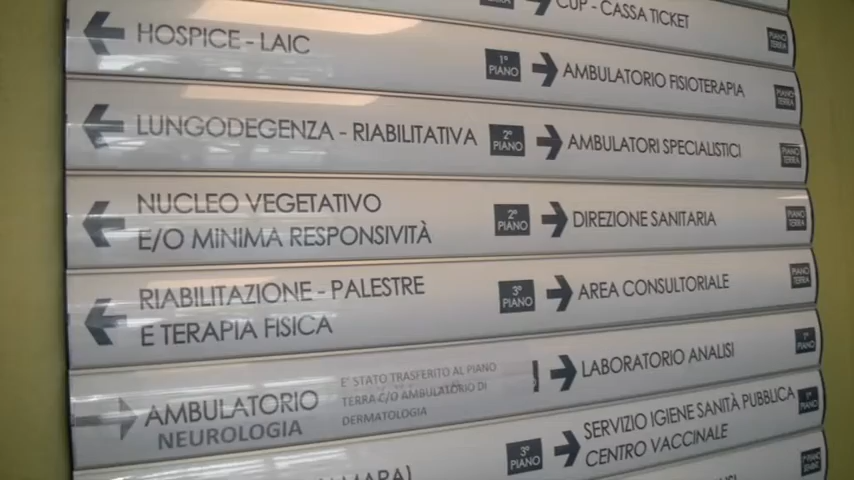 CUP - CASSA TICKET
PIANO TERRA
HOSPICE - LAIC
1° PIANO
AMBULATORIO FISIOTERAPIA
PIANO TERRA
LUNGODEGENZA - RIABILITATIVA
2° PIANO
AMBULATORI SPECIALISTICI
PIANO TERRA
NUCLEO VEGETATIVO
E/O MINIMA RESPONSIVITÀ
2° PIANO
DIREZIONE SANITARIA
PIANO TERRA
RIABILITAZIONE - PALESTRE
E TERAPIA FISICA
3° PIANO
AREA CONSULTORIALE
PIANO TERRA
AMBULATORIO
NEUROLOGIA
E' STATO TRASFERITO AL PIANO
TERRA C/O AMBULATORIO DI
DERMATOLOGIA
LABORATORIO ANALISI
1° PIANO
3° PIANO
SERVIZIO IGIENE SANITÀ PUBBLICA
CENTRO VACCINALE
1° PIANO